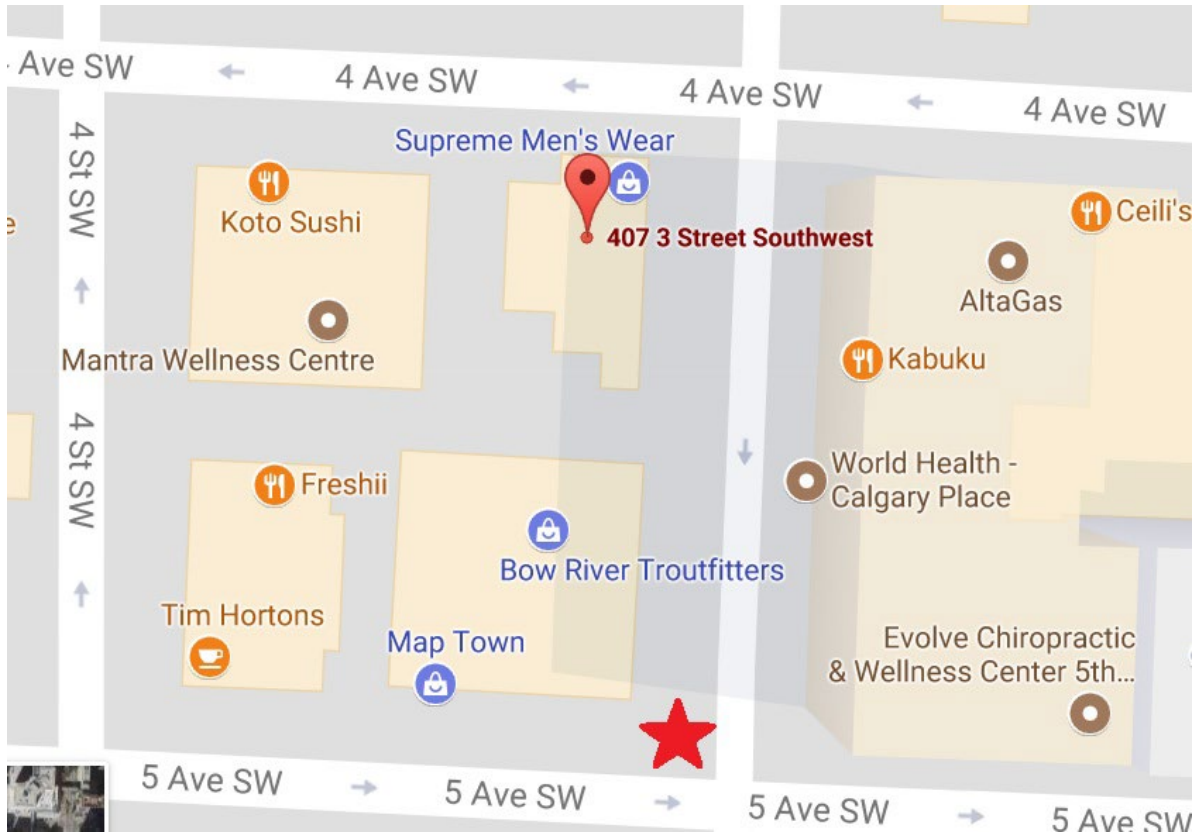 Ave SW
4 Ave SW
4 Ave SW
4 Ave SW
4 St SW
Supreme Men's Wear
Koto Sushi
407 3 Street Southwest
Ceili's
AltaGas
Mantra Wellness Centre
Kabuku
4 St SW
Freshii
World Health -
Calgary Place
Bow River Troutfitters
Tim Hortons
Map Town
Evolve Chiropractic
& Wellness Center 5th...
5 Ave SW
5 Ave SW
5 Ave SW
5 Ave SW